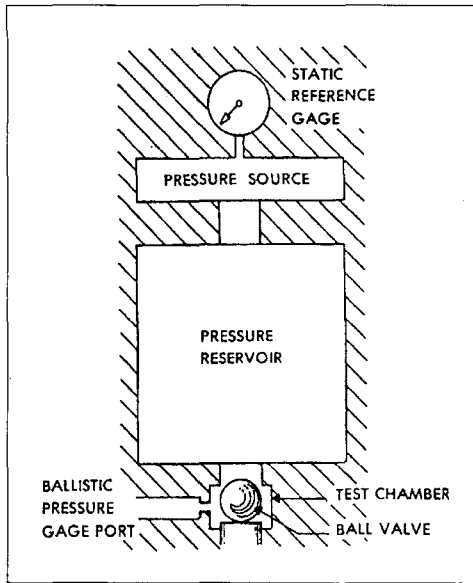 STATIC
REFERENCE
GAGE
PRESSURE SOURCE
PRESSURE
RESERVOIR
BALLISTIC
PRESSURE
GAGE PORT
TEST CHAMBER
BALL VALVE